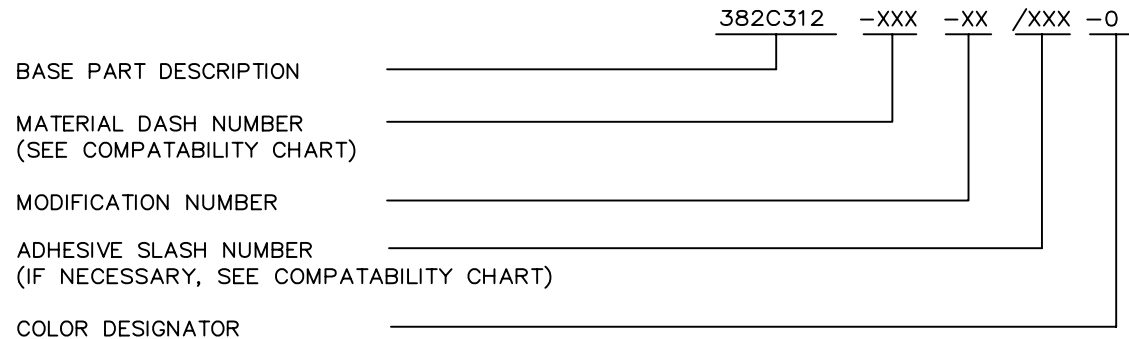 382C312 -XXX -XX /XXX -0
BASE PART DESCRIPTION
MATERIAL DASH NUMBER
(SEE COMPATABILITY CHART)
MODIFICATION NUMBER
ADHESIVE SLASH NUMBER
(IF NECESSARY, SEE COMPATABILITY CHART)
COLOR DESIGNATOR